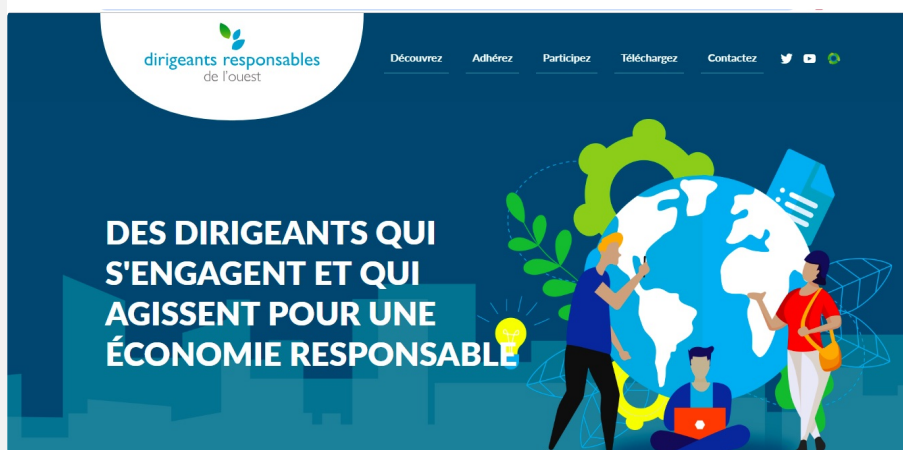 dirigeants responsables
de l'ouest
Découvrez
Adhérez
Participez
Téléchargez
Contactez
DES DIRIGEANTS QUI
S'ENGAGENT ET QUI
AGISSENT POUR UNE
ÉCONOMIE RESPONSABLE